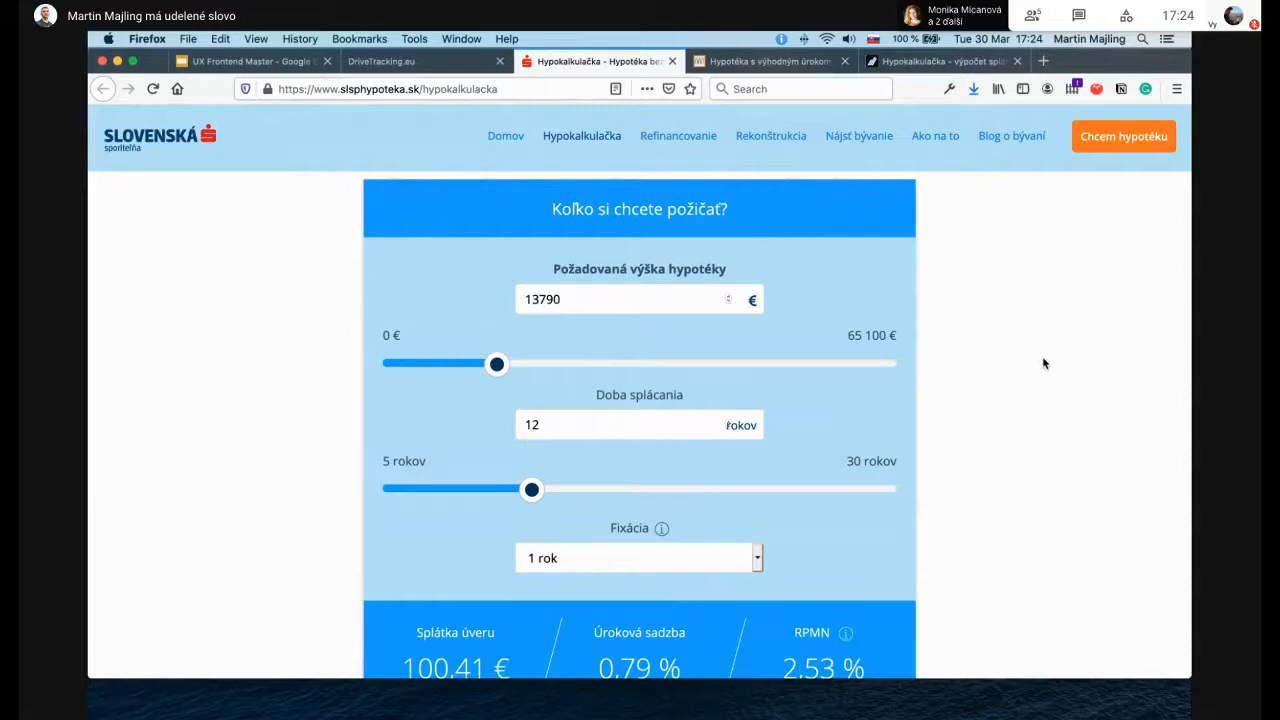 Martin Majling má udelené slovo
Monika Micanová
a 2 ďalší
5
17:24
Vy
Firefox File Edit View History Bookmarks Tools Window Help
100 % Tue 30 Mar 17:24 Martin Majling
UX Frontend Master - Google S
DriveTracking.eu
Hypokalkulačka - Hypotéka bez
Hypotéka s výhodným úrokom
Hypokalkulačka - výpočet splát
https://www.slsphypoteka.sk/hypokalkulacka
Search
1
SLOVENSKÁ
sporiteľňa
Domov Hypokalkulačka Refinancovanie Rekonštrukcia Nájsť bývanie Ako na to Blog o bývaní Chcem hypotéku
Koľko si chcete požičať?
Požadovaná výška hypotéky
13790 €
0 € 65 100 €
Doba splácania
12 rokov
5 rokov 30 rokov
Fixácia
1 rok
Splátka úveru Úroková sadzba RPMN
100,41 € 0,79 % 2,53 %